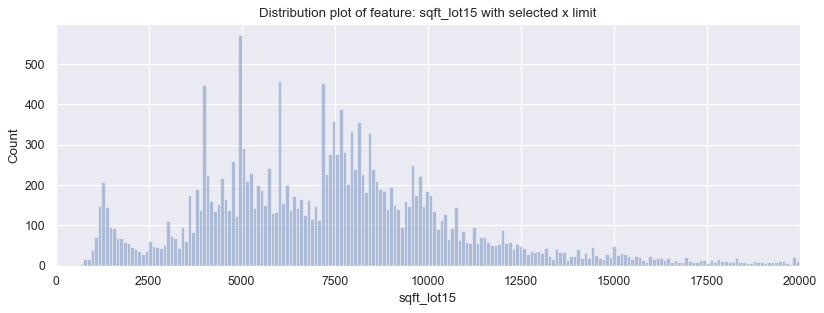 Distribution plot of feature: sqft_lot15 with selected x limit
Count
500
400
300
200
100
0
0 2500 5000 7500 10000 12500 15000 17500 20000
sqft_lot15